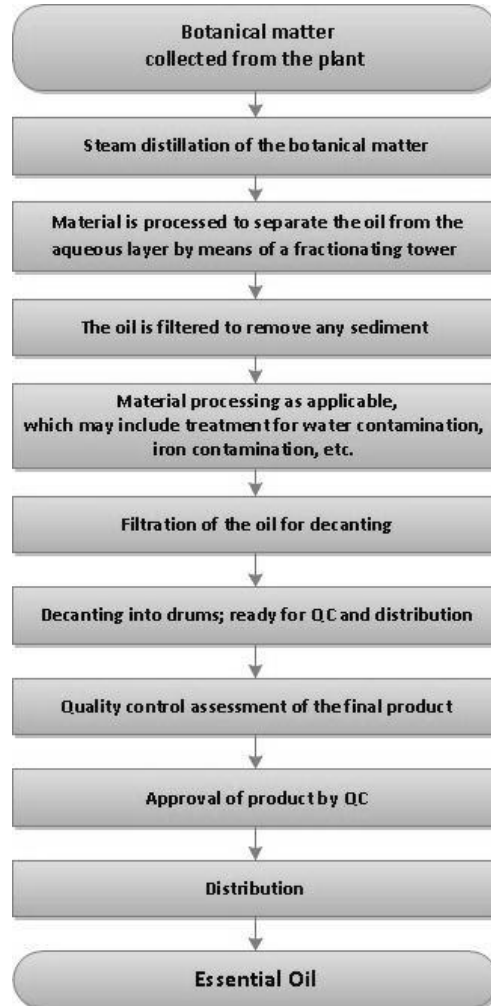 Botanical matter
collected from the plant
Steam distillation of the botanical matter
Material is processed to separate the oil from the
aqueous layer by means of a fractionating tower
The oil is filtered to remove any sediment
Material processing as applicable,
which may include treatment for water contamination,
iron contamination, etc.
Filtration of the oil for decanting
Decanting into drums; ready for QC and distribution
Quality control assessment of the final product
Approval of product by QC
Distribution
Essential Oil